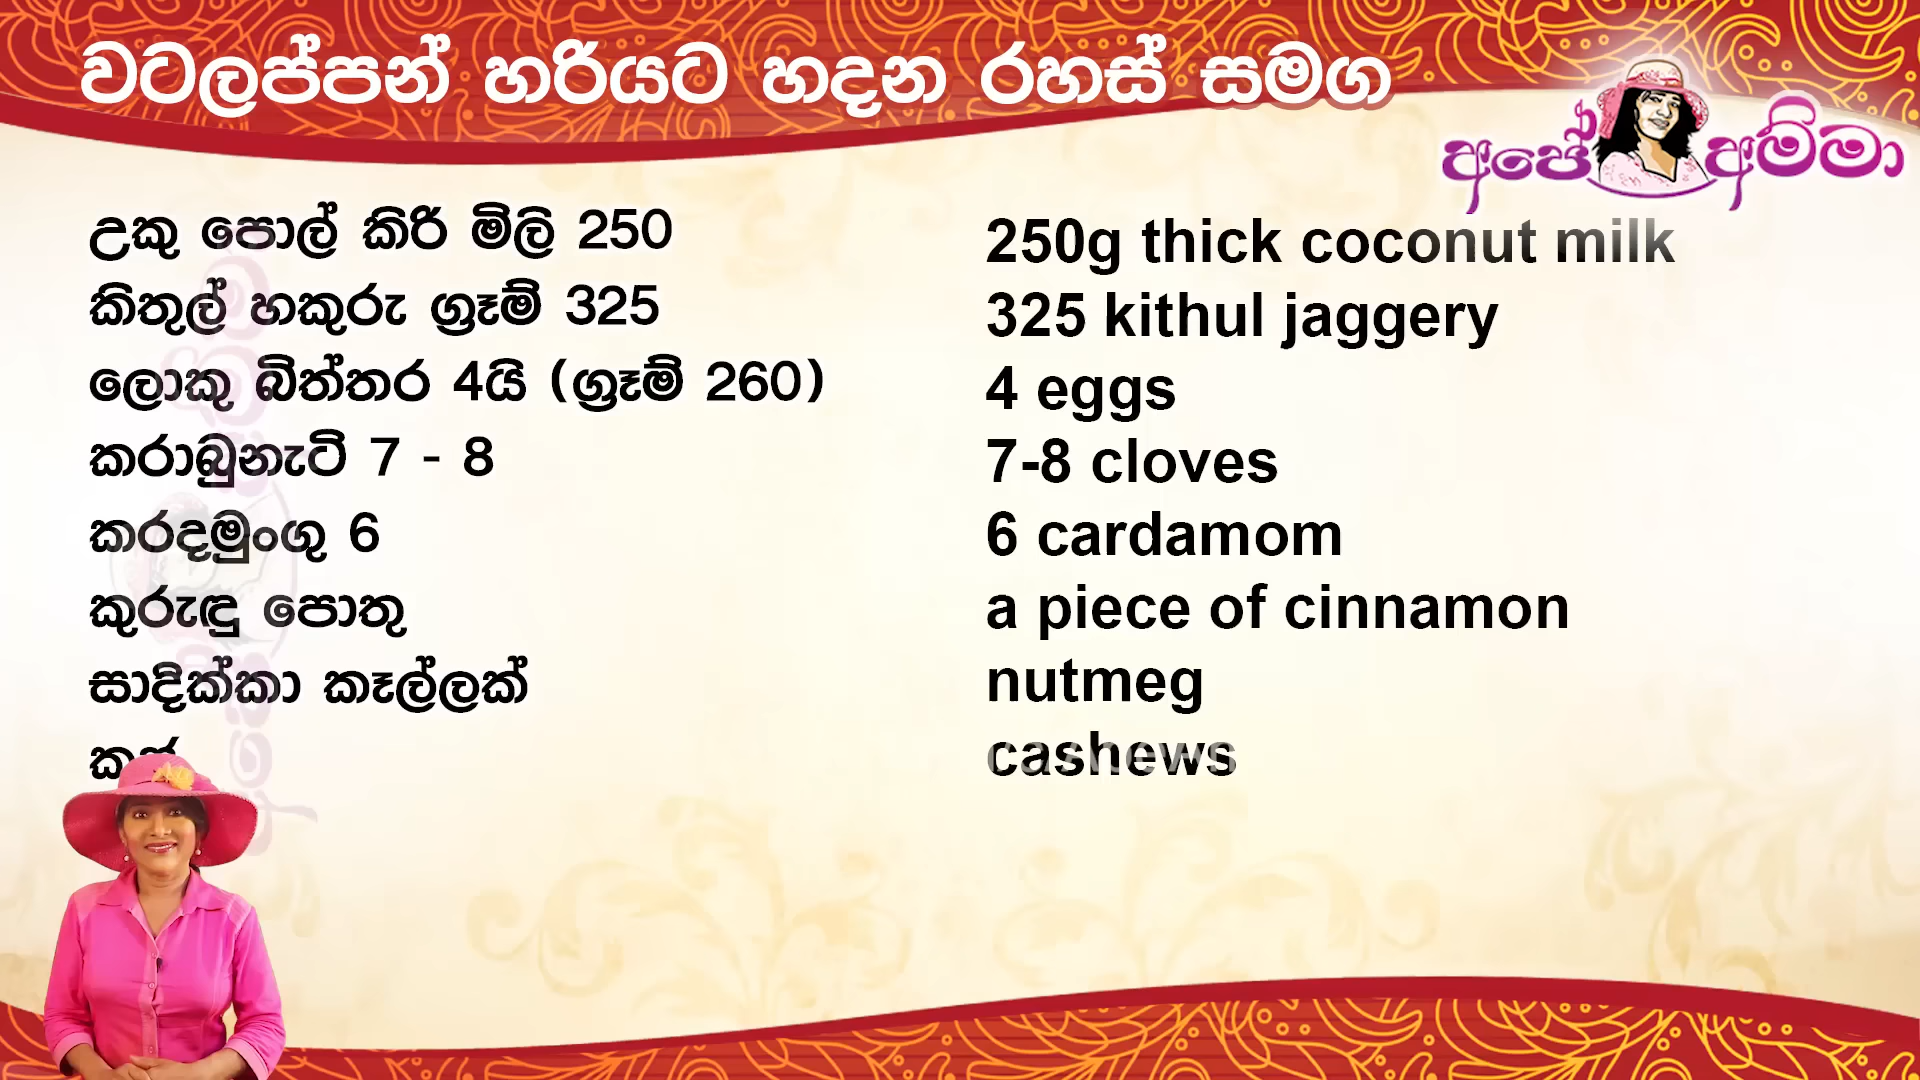 වටලප්පන් හරියට හදන රහස් සමග
අපේ අම්මා
උකු පොල් කිරි මිලි 250
කිතුල් හකුරු ග්‍රෑම් 325
ලොකු බිත්තර 4යි (ග්‍රෑම් 260)
කරාබුනැටි 7 - 8
කරදමුංගු 6
කුරුඳු පොතු
සාදික්කා කෑල්ලක්
250g thick coconut milk
325 kithul jaggery
4 eggs
7-8 cloves
6 cardamom
a piece of cinnamon
nutmeg
cashews